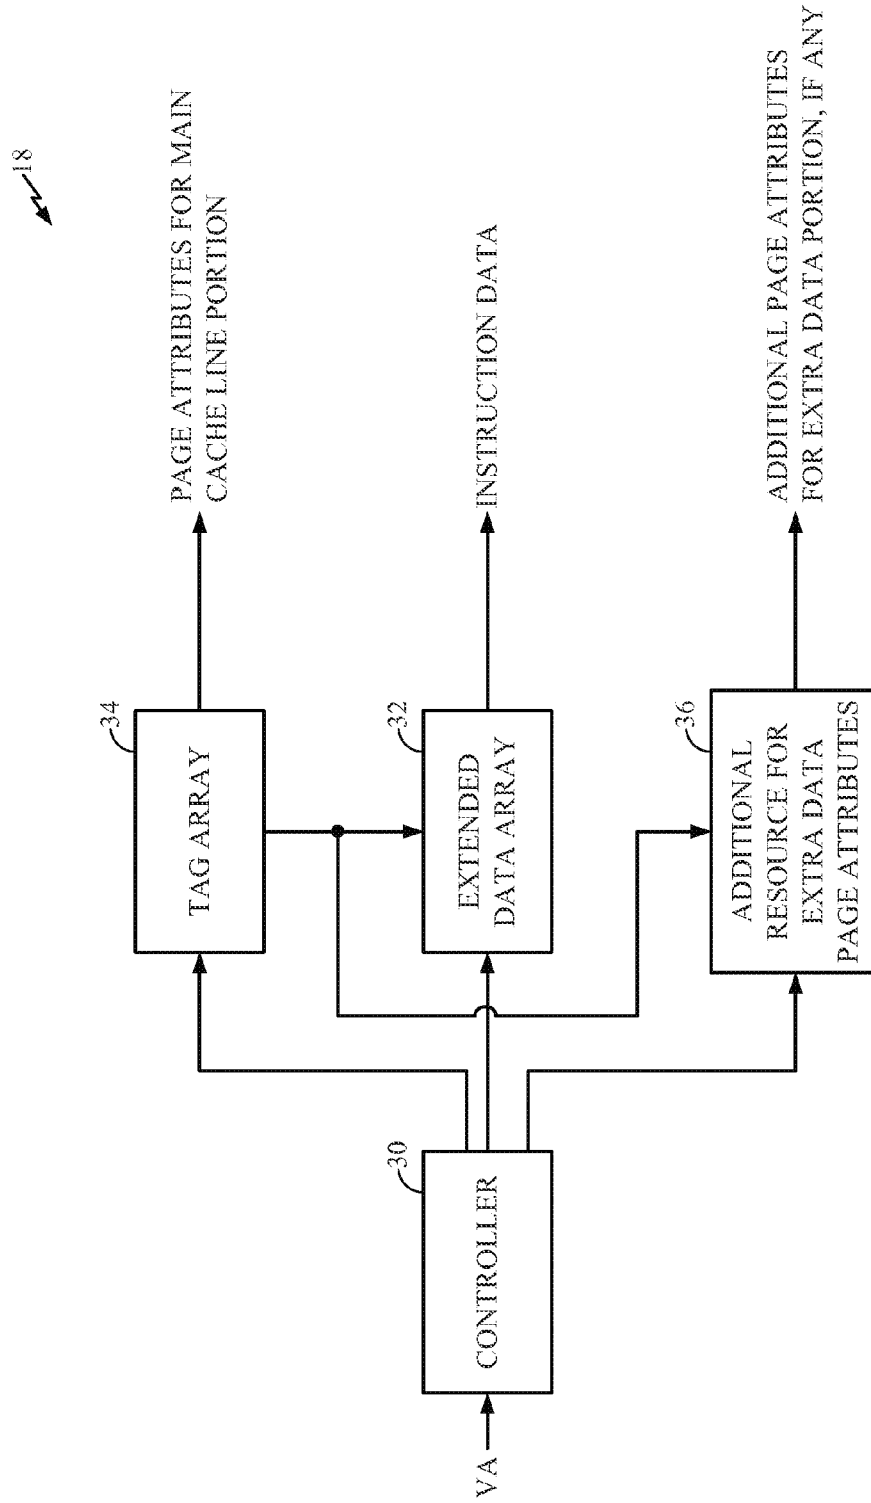 18
PAGE ATTRIBUTES FOR MAIN
CACHE LINE PORTION
34
TAG ARRAY
VA
30
CONTROLLER
32
EXTENDED
DATA ARRAY
INSTRUCTION DATA
36
ADDITIONAL
RESOURCE FOR
EXTRA DATA
PAGE ATTRIBUTES
ADDITIONAL PAGE ATTRIBUTES
FOR EXTRA DATA PORTION, IF ANY